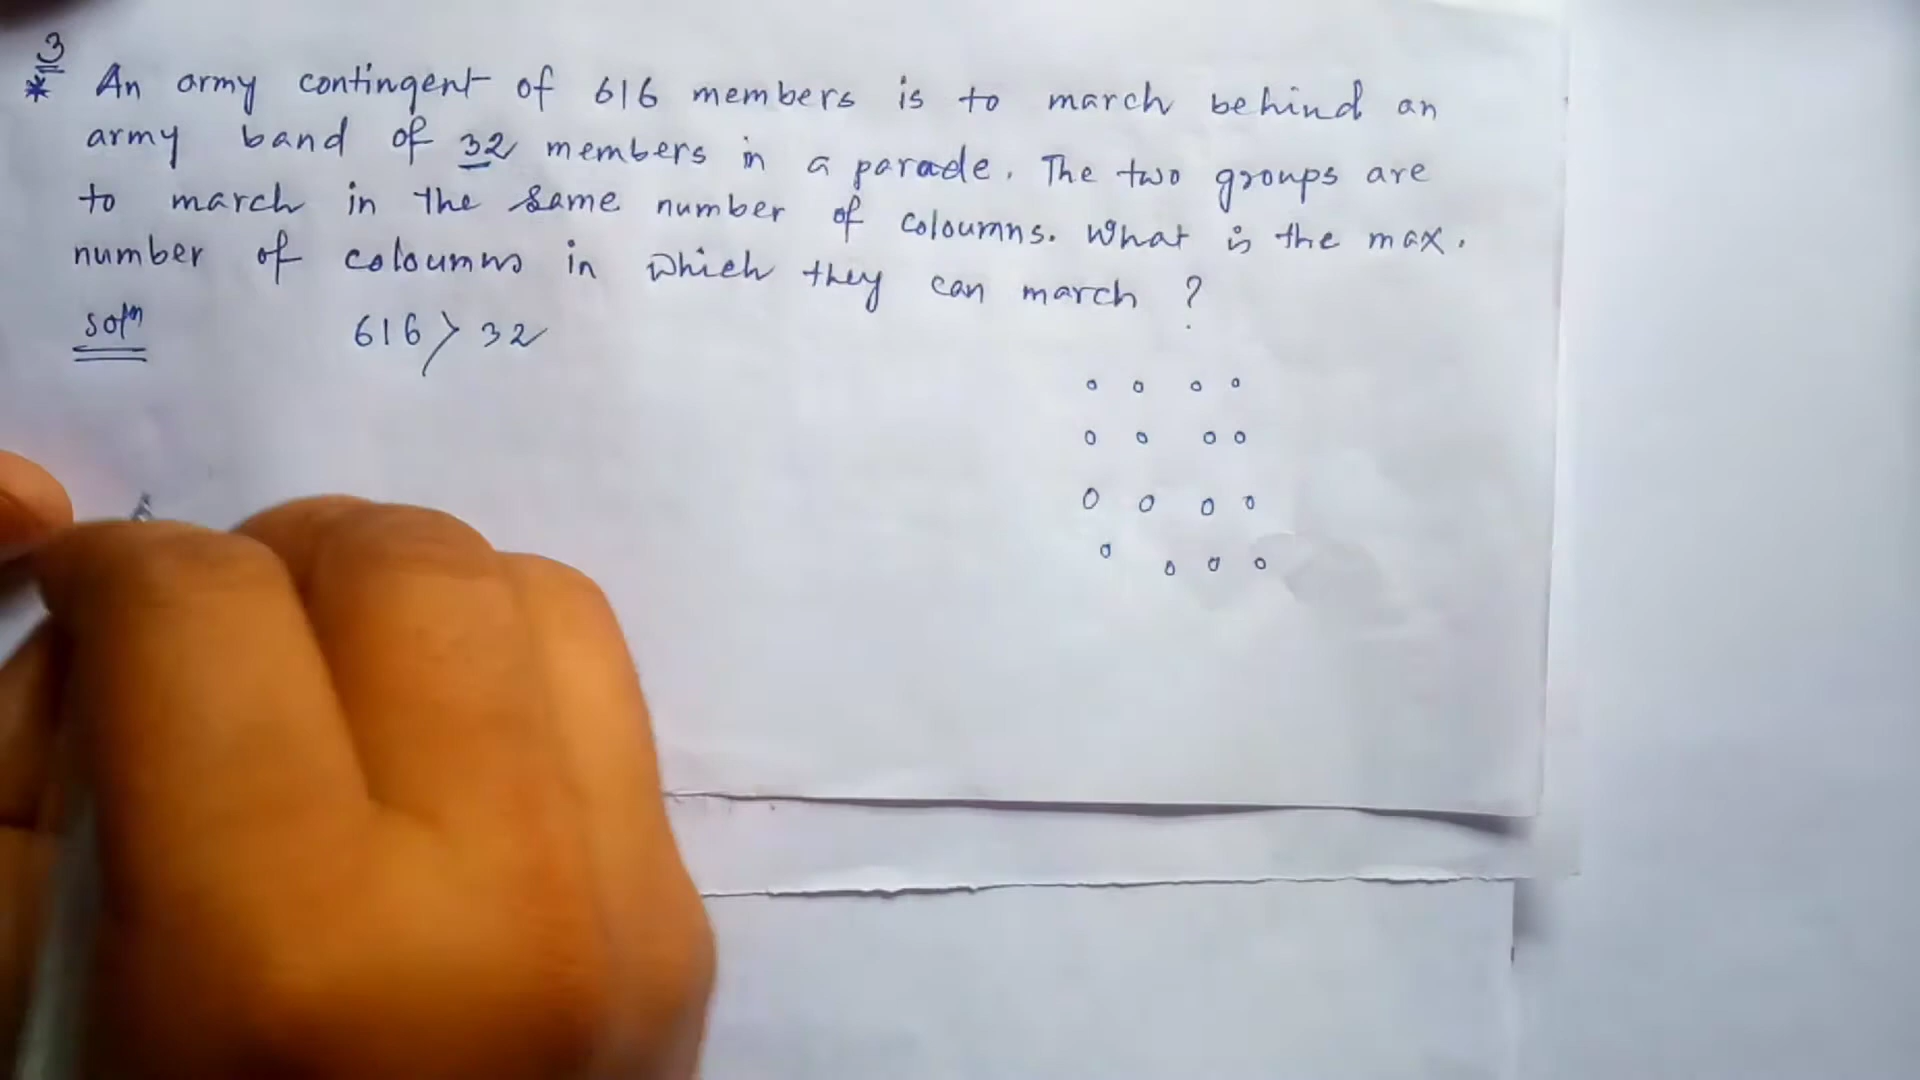 *3
An army contingent of 616 members is to march behind an
army band of 32 members in a parade. The two groups are
to march in the same number of coloumns. What is the max.
number of coloumns in which they can march ?
soln 616 > 32